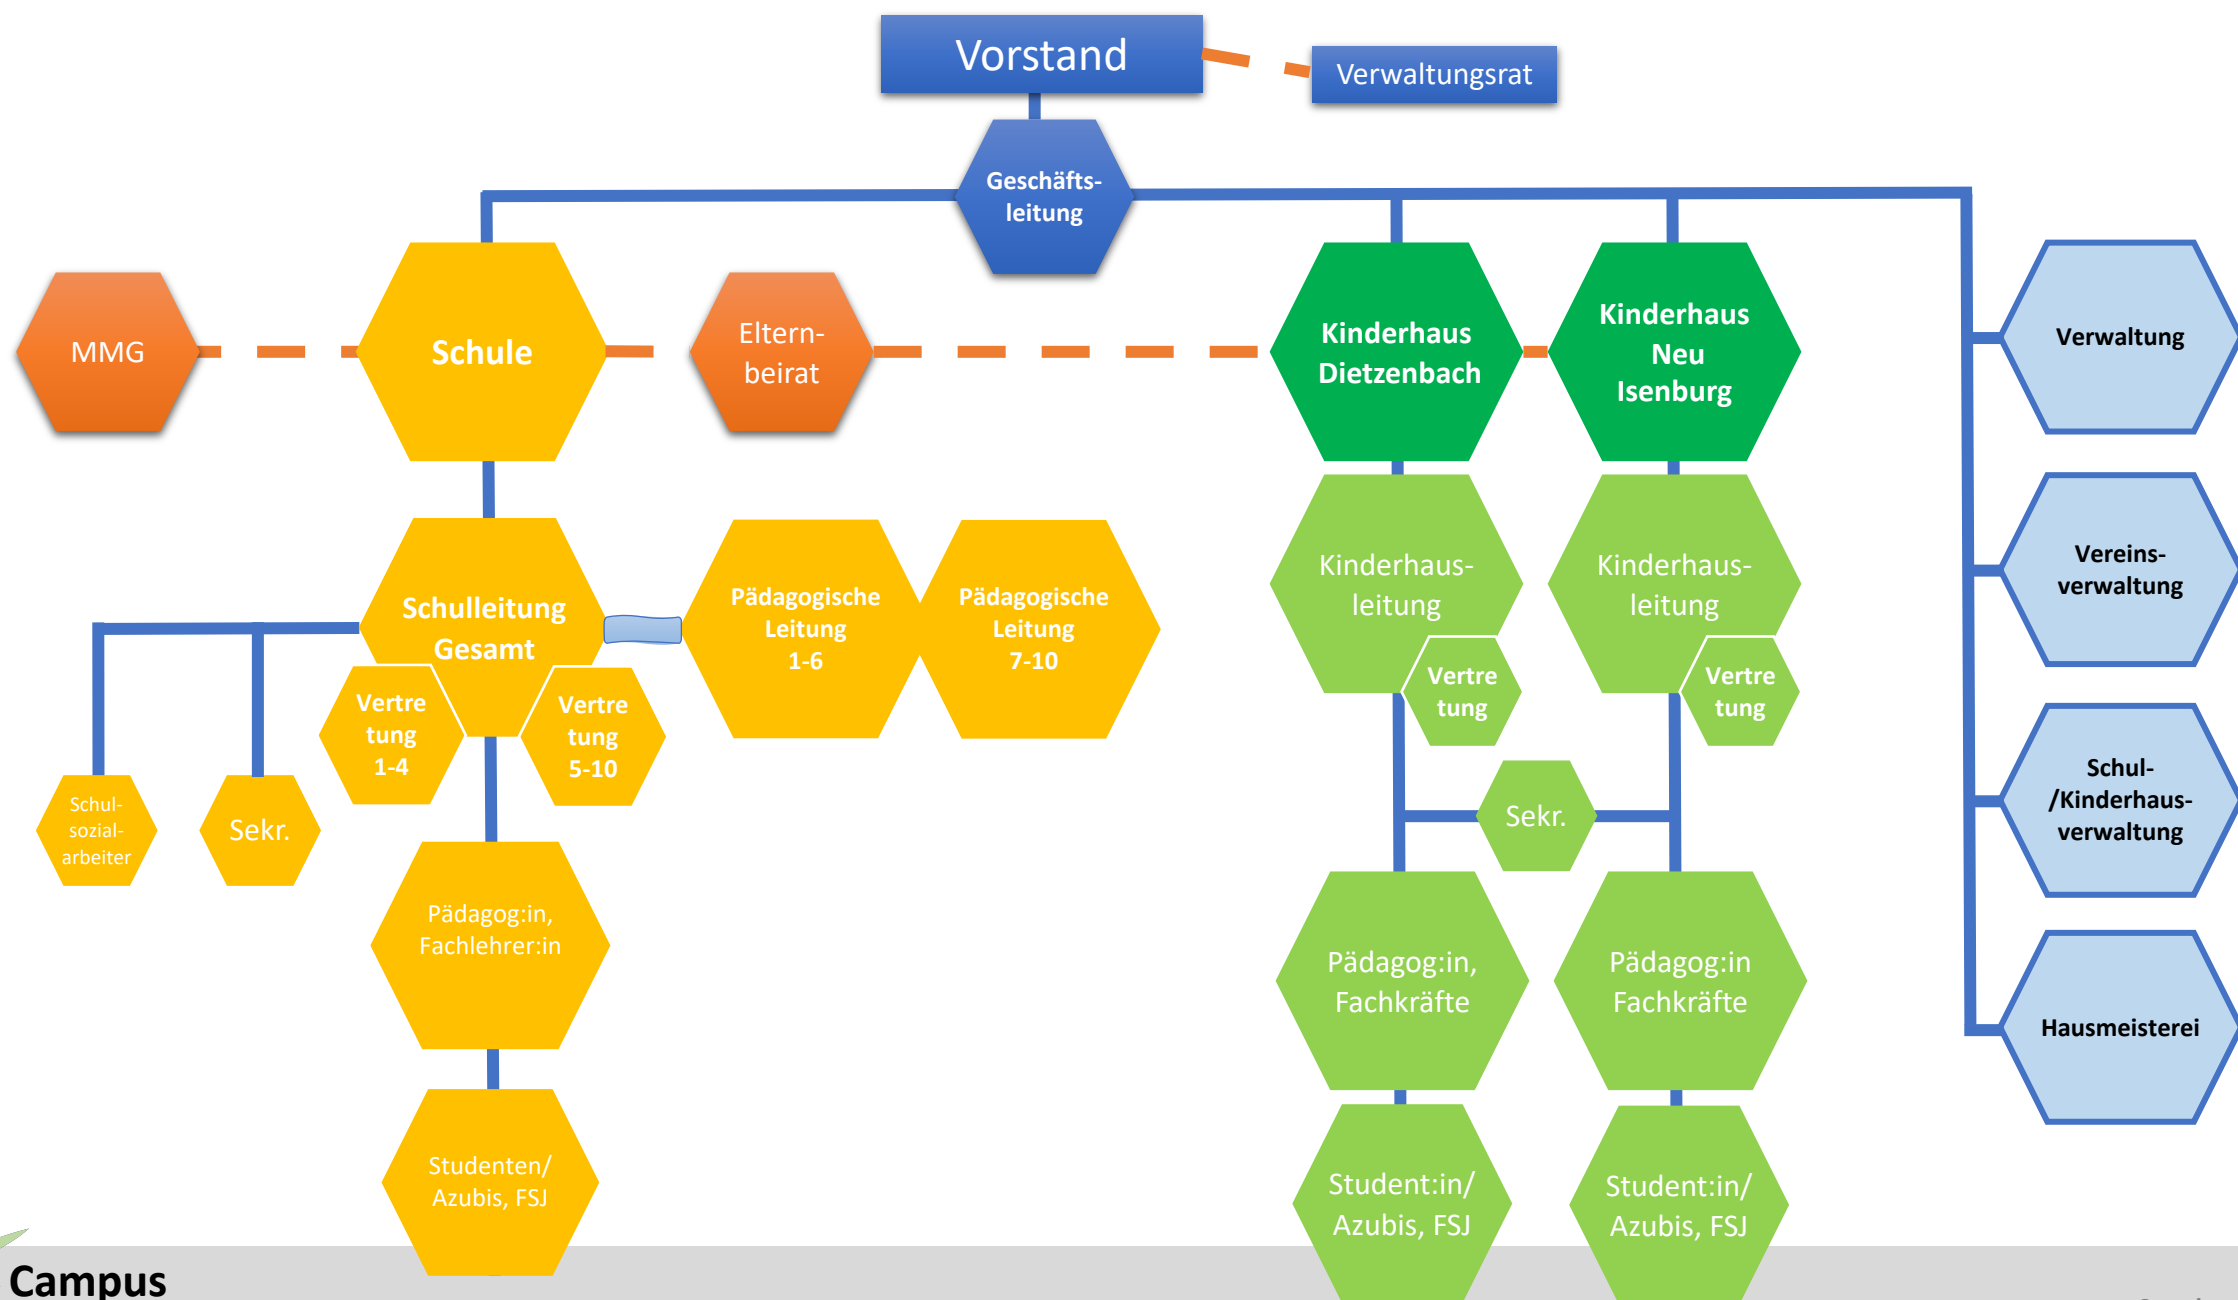 Vorstand
Verwaltungsrat
Geschäfts-
leitung
MMG
Schule
Eltern-
beirat
Kinderhaus
Dietzenbach
Kinderhaus
Neu
Isenburg
Verwaltung
Schulleitung
Gesamt
Vertre
tung
1-4
Vertre
tung
5-10
Pädagogische
Leitung
1-6
Pädagogische
Leitung
7-10
Kinderhaus-
leitung
Vertre
tung
Kinderhaus-
leitung
Vertre
tung
Vereins-
verwaltung
Schul-
sozial-
arbeiter
Sekr.
Sekr.
Schul-
/Kinderhaus-
verwaltung
Pädagog:in,
Fachlehrer:in
Pädagog:in,
Fachkräfte
Pädagog:in
Fachkräfte
Hausmeisterei
Studenten/
Azubis, FSJ
Student:in/
Azubis, FSJ
Student:in/
Azubis, FSJ
Campus